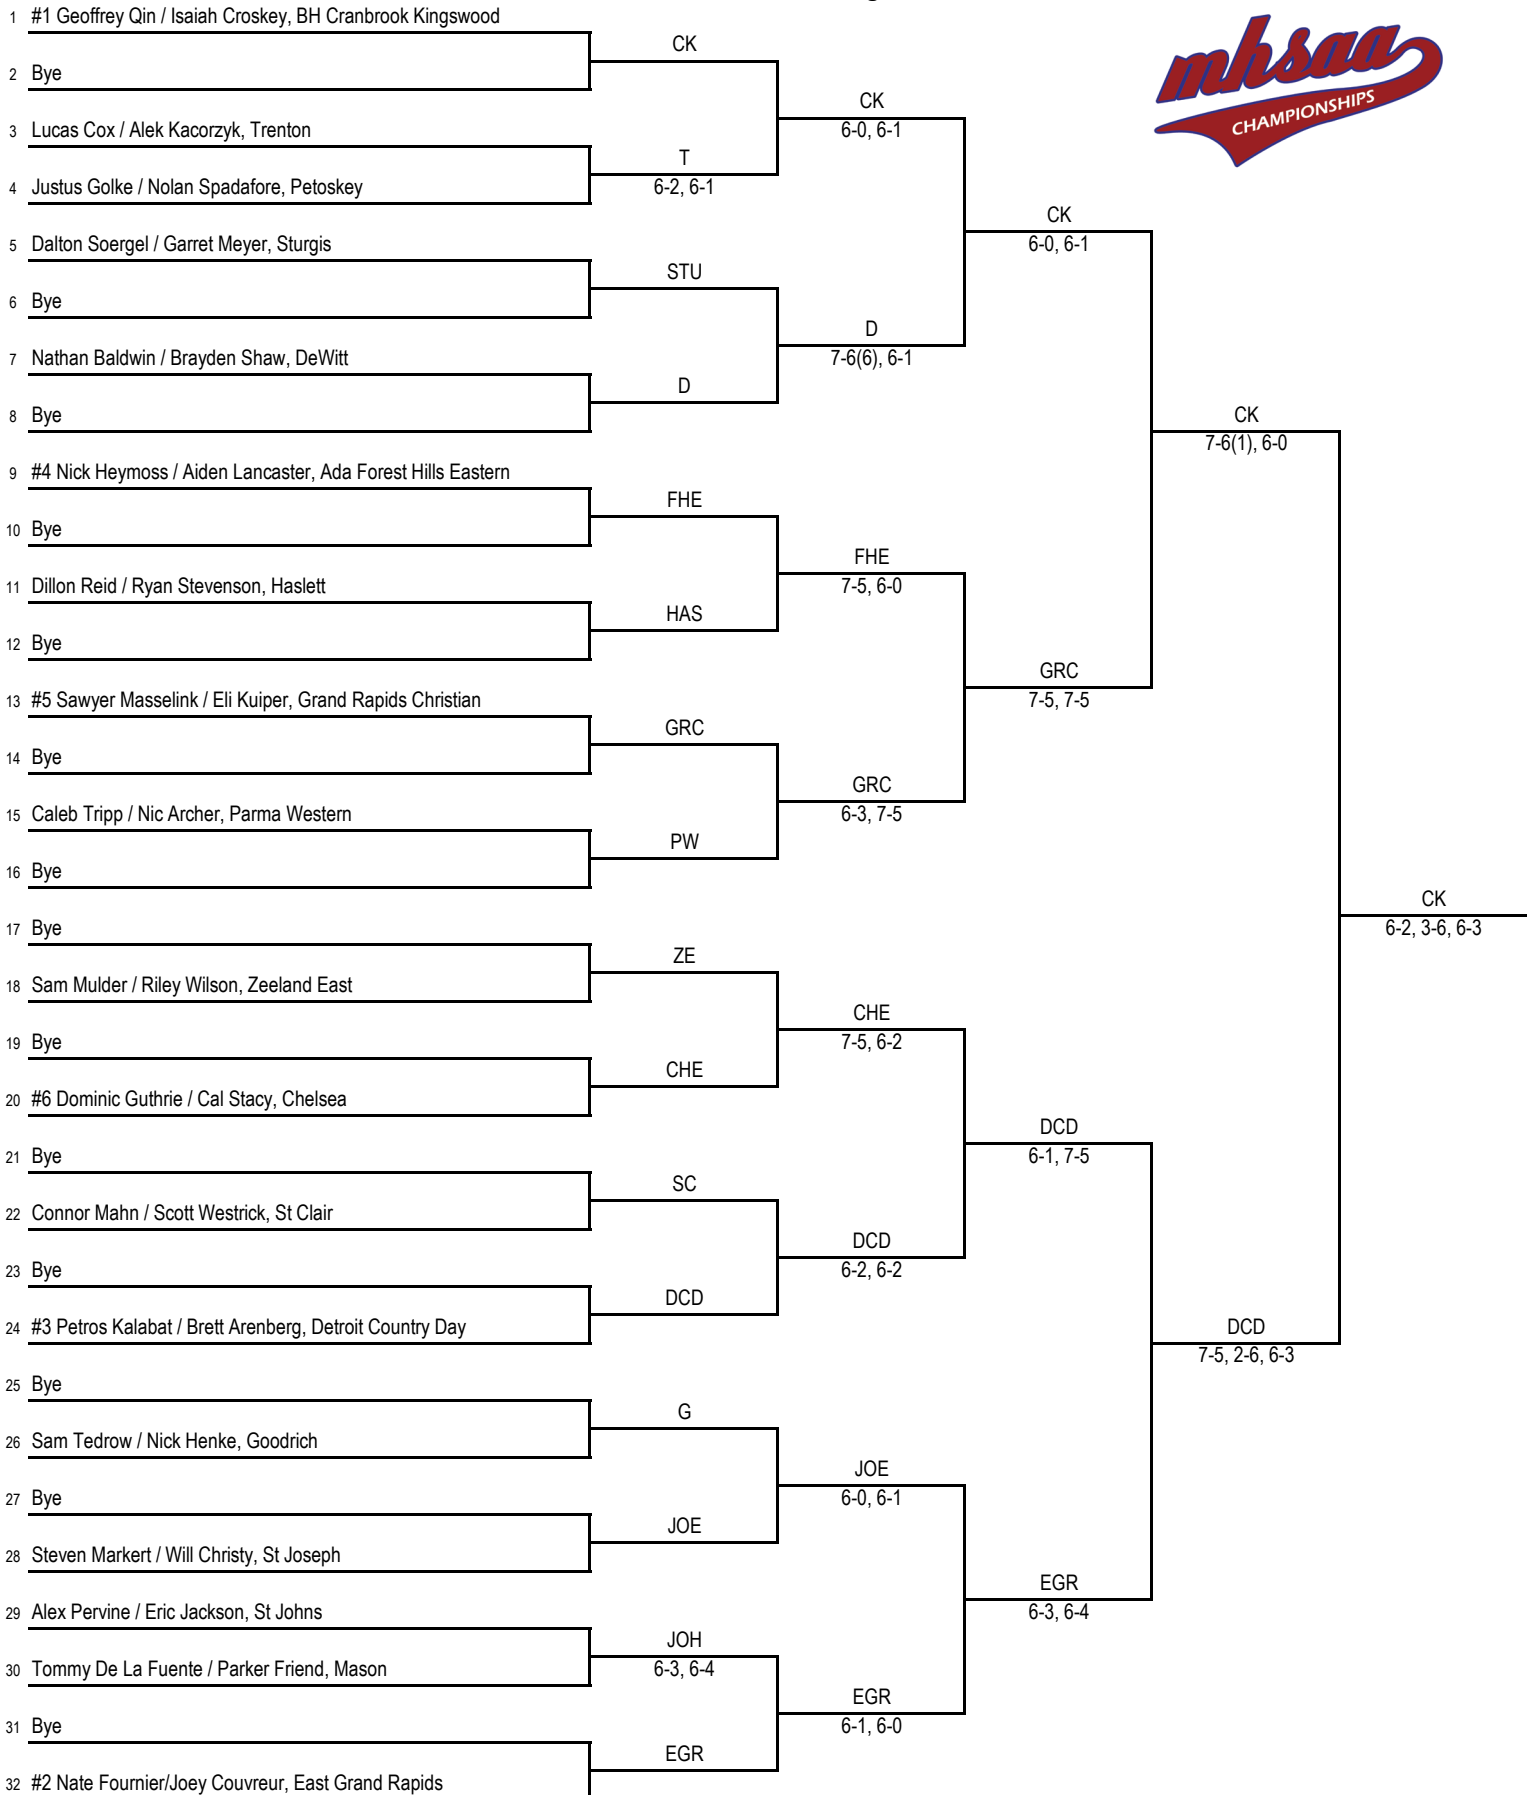 1 #1 Geoffrey Qin / Isaiah Croskey, BH Cranbrook Kingswood
CK
2 Bye
CK
6-0, 6-1
3 Lucas Cox / Alek Kacorzyk, Trenton
T
6-2, 6-1
4 Justus Golke / Nolan Spadafore, Petoskey
CK
6-0, 6-1
5 Dalton Soergel / Garret Meyer, Sturgis
STU
6 Bye
D
7-6(6), 6-1
7 Nathan Baldwin / Brayden Shaw, DeWitt
D
8 Bye
CK
7-6(1), 6-0
9 #4 Nick Heymoss / Aiden Lancaster, Ada Forest Hills Eastern
FHE
10 Bye
FHE
7-5, 6-0
11 Dillon Reid / Ryan Stevenson, Haslett
HAS
12 Bye
GRC
7-5, 7-5
13 #5 Sawyer Masselink / Eli Kuiper, Grand Rapids Christian
GRC
14 Bye
GRC
6-3, 7-5
15 Caleb Tripp / Nic Archer, Parma Western
PW
16 Bye
CK
6-2, 3-6, 6-3
17 Bye
ZE
18 Sam Mulder / Riley Wilson, Zeeland East
CHE
7-5, 6-2
19 Bye
CHE
20 #6 Dominic Guthrie / Cal Stacy, Chelsea
DCD
6-1, 7-5
21 Bye
SC
22 Connor Mahn / Scott Westrick, St Clair
DCD
6-2, 6-2
23 Bye
DCD
24 #3 Petros Kalabat / Brett Arenberg, Detroit Country Day
DCD
7-5, 2-6, 6-3
25 Bye
G
26 Sam Tedrow / Nick Henke, Goodrich
JOE
6-0, 6-1
27 Bye
JOE
28 Steven Markert / Will Christy, St Joseph
EGR
6-3, 6-4
29 Alex Pervine / Eric Jackson, St Johns
JOH
6-3, 6-4
30 Tommy De La Fuente / Parker Friend, Mason
EGR
6-1, 6-0
31 Bye
EGR
32 #2 Nate Fournier/Joey Couvreur, East Grand Rapids
mhsaa
CHAMPIONSHIPS